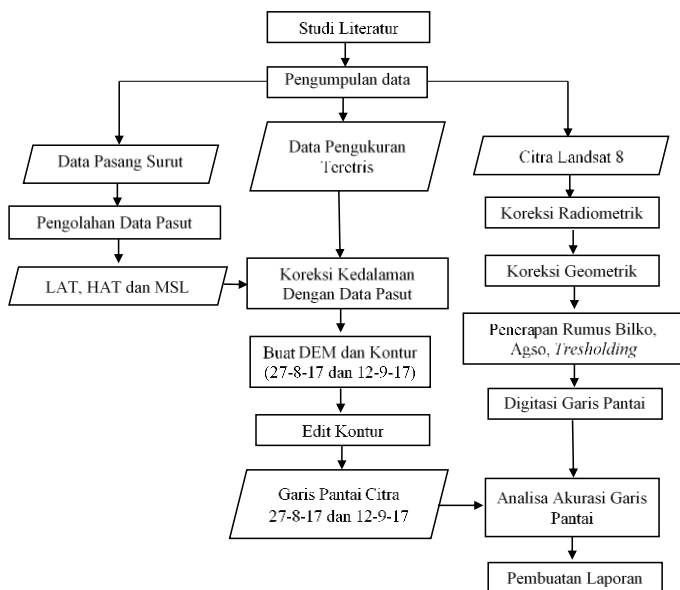 Studi Literatur
Pengumpulan data
Data Pasang Surut
Data Pengukuran
Teretris
Citra Landsat 8
Pengolahan Data Pasut
Koreksi Radiometrik
LAT, HAT dan MSL
Koreksi Kedalaman
Dengan Data Pasut
Koreksi Geometrik
Buat DEM dan Kontur
(27-8-17 dan 12-9-17)
Penerapan Rumus Bilko,
Agso, Tresholding
Edit Kontur
Digitasi Garis Pantai
Garis Pantai Citra
27-8-17 dan 12-9-17
Analisa Akurasi Garis
Pantai
Pembuatan Laporan